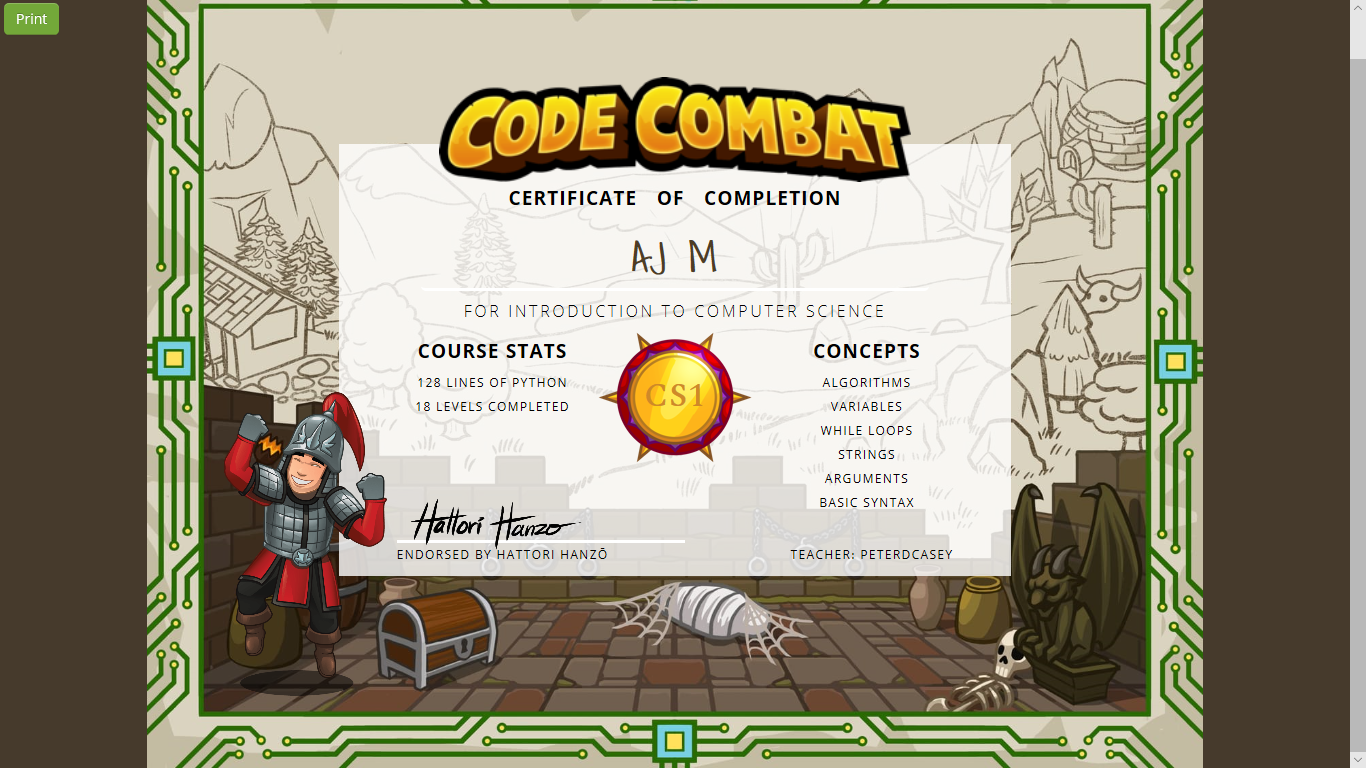 Print
CODE COMBAT
CERTIFICATE OF COMPLETION
AJ M
FOR INTRODUCTION TO COMPUTER SCIENCE
COURSE STATS
128 LINES OF PYTHON
18 LEVELS COMPLETED
CS1
CONCEPTS
ALGORITHMS
VARIABLES
WHILE LOOPS
STRINGS
ARGUMENTS
BASIC SYNTAX
Hattori Hanzo
ENDORSED BY HATTORI HANZŌ
TEACHER: PETERDCASEY